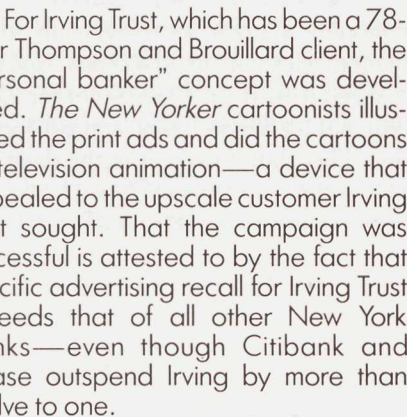 For Irving Trust, which has been a 78-
r Thompson and Brouillard client, the
rsonal banker” concept was devel-
ed. The New Yorker cartoonists illus-
ed the print ads and did the cartoons
television animation—a device that
pealed to the upscale customer Irving
t sought. That the campaign was
cessful is attested to by the fact that
cific advertising recall for Irving Trust
eeds that of all other New York
nks—even though Citibank and
ase outspend Irving by more than
lve to one.